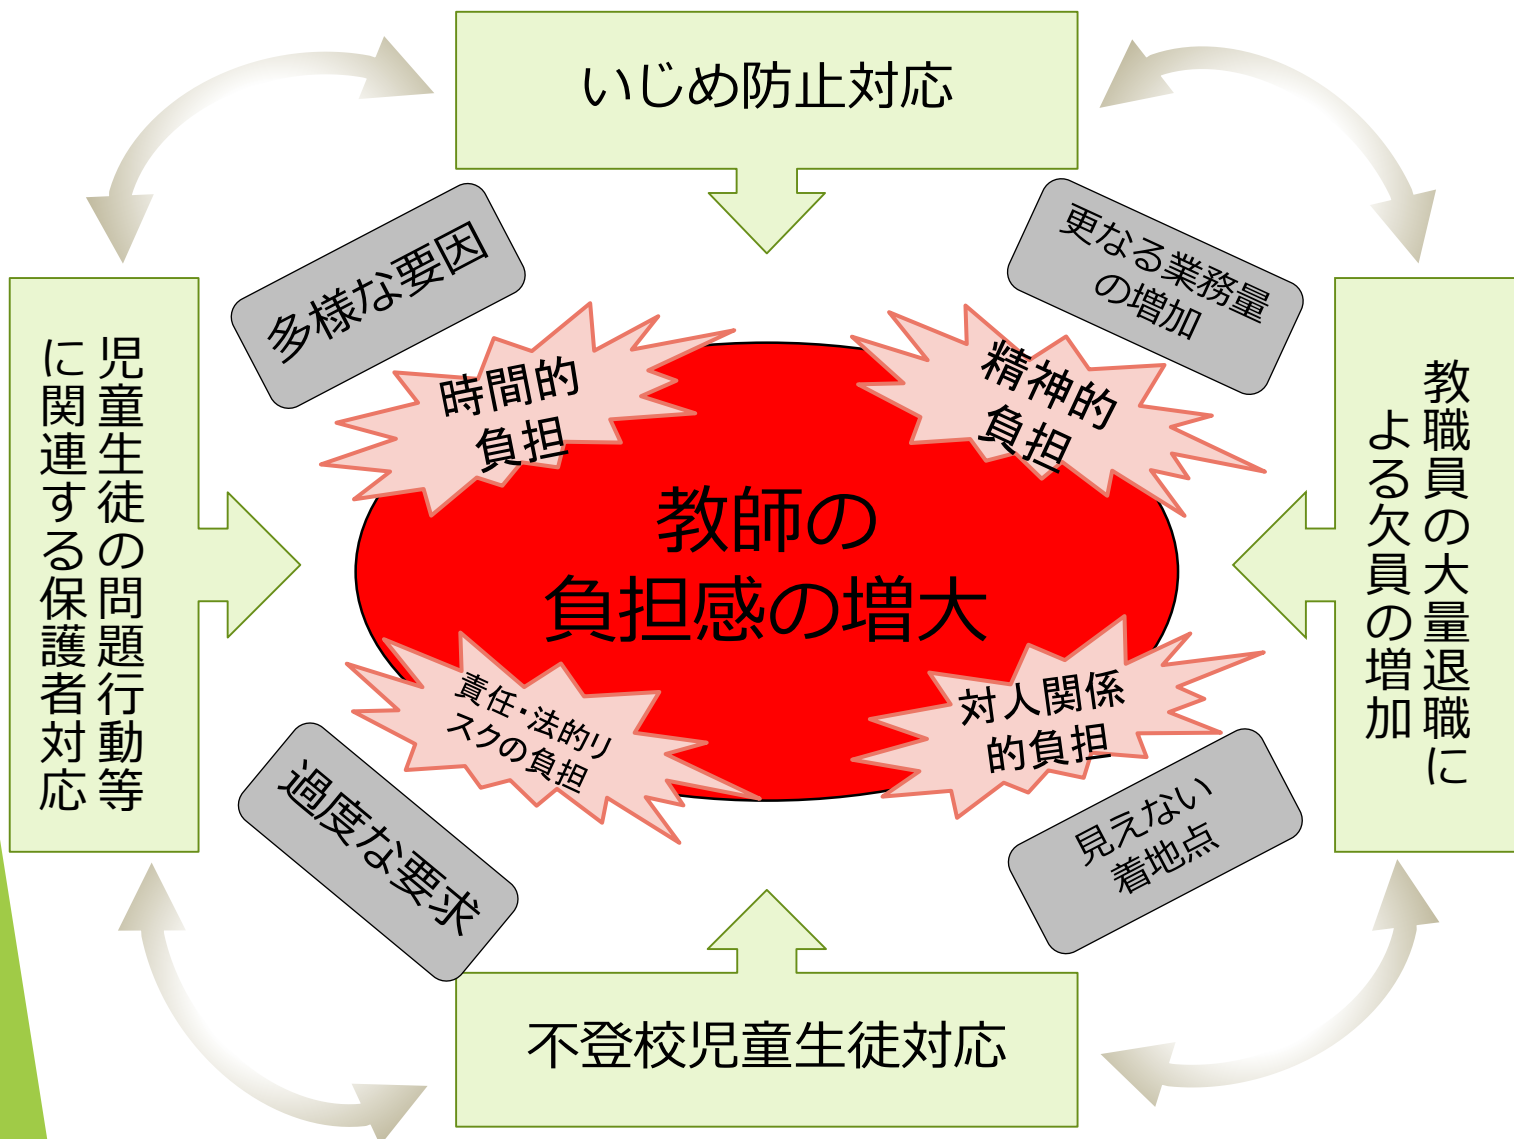 いじめ防止対応
多様な要因
更なる業務量
の増加
児童生徒の問題行動等
に関連する保護者対応
時間的
負担
精神的
負担
教職員の大量退職に
よる欠員の増加
教師の
負担感の増大
責任・法的リ
スクの負担
対人関係
的負担
過度な要求
見えない
着地点
不登校児童生徒対応